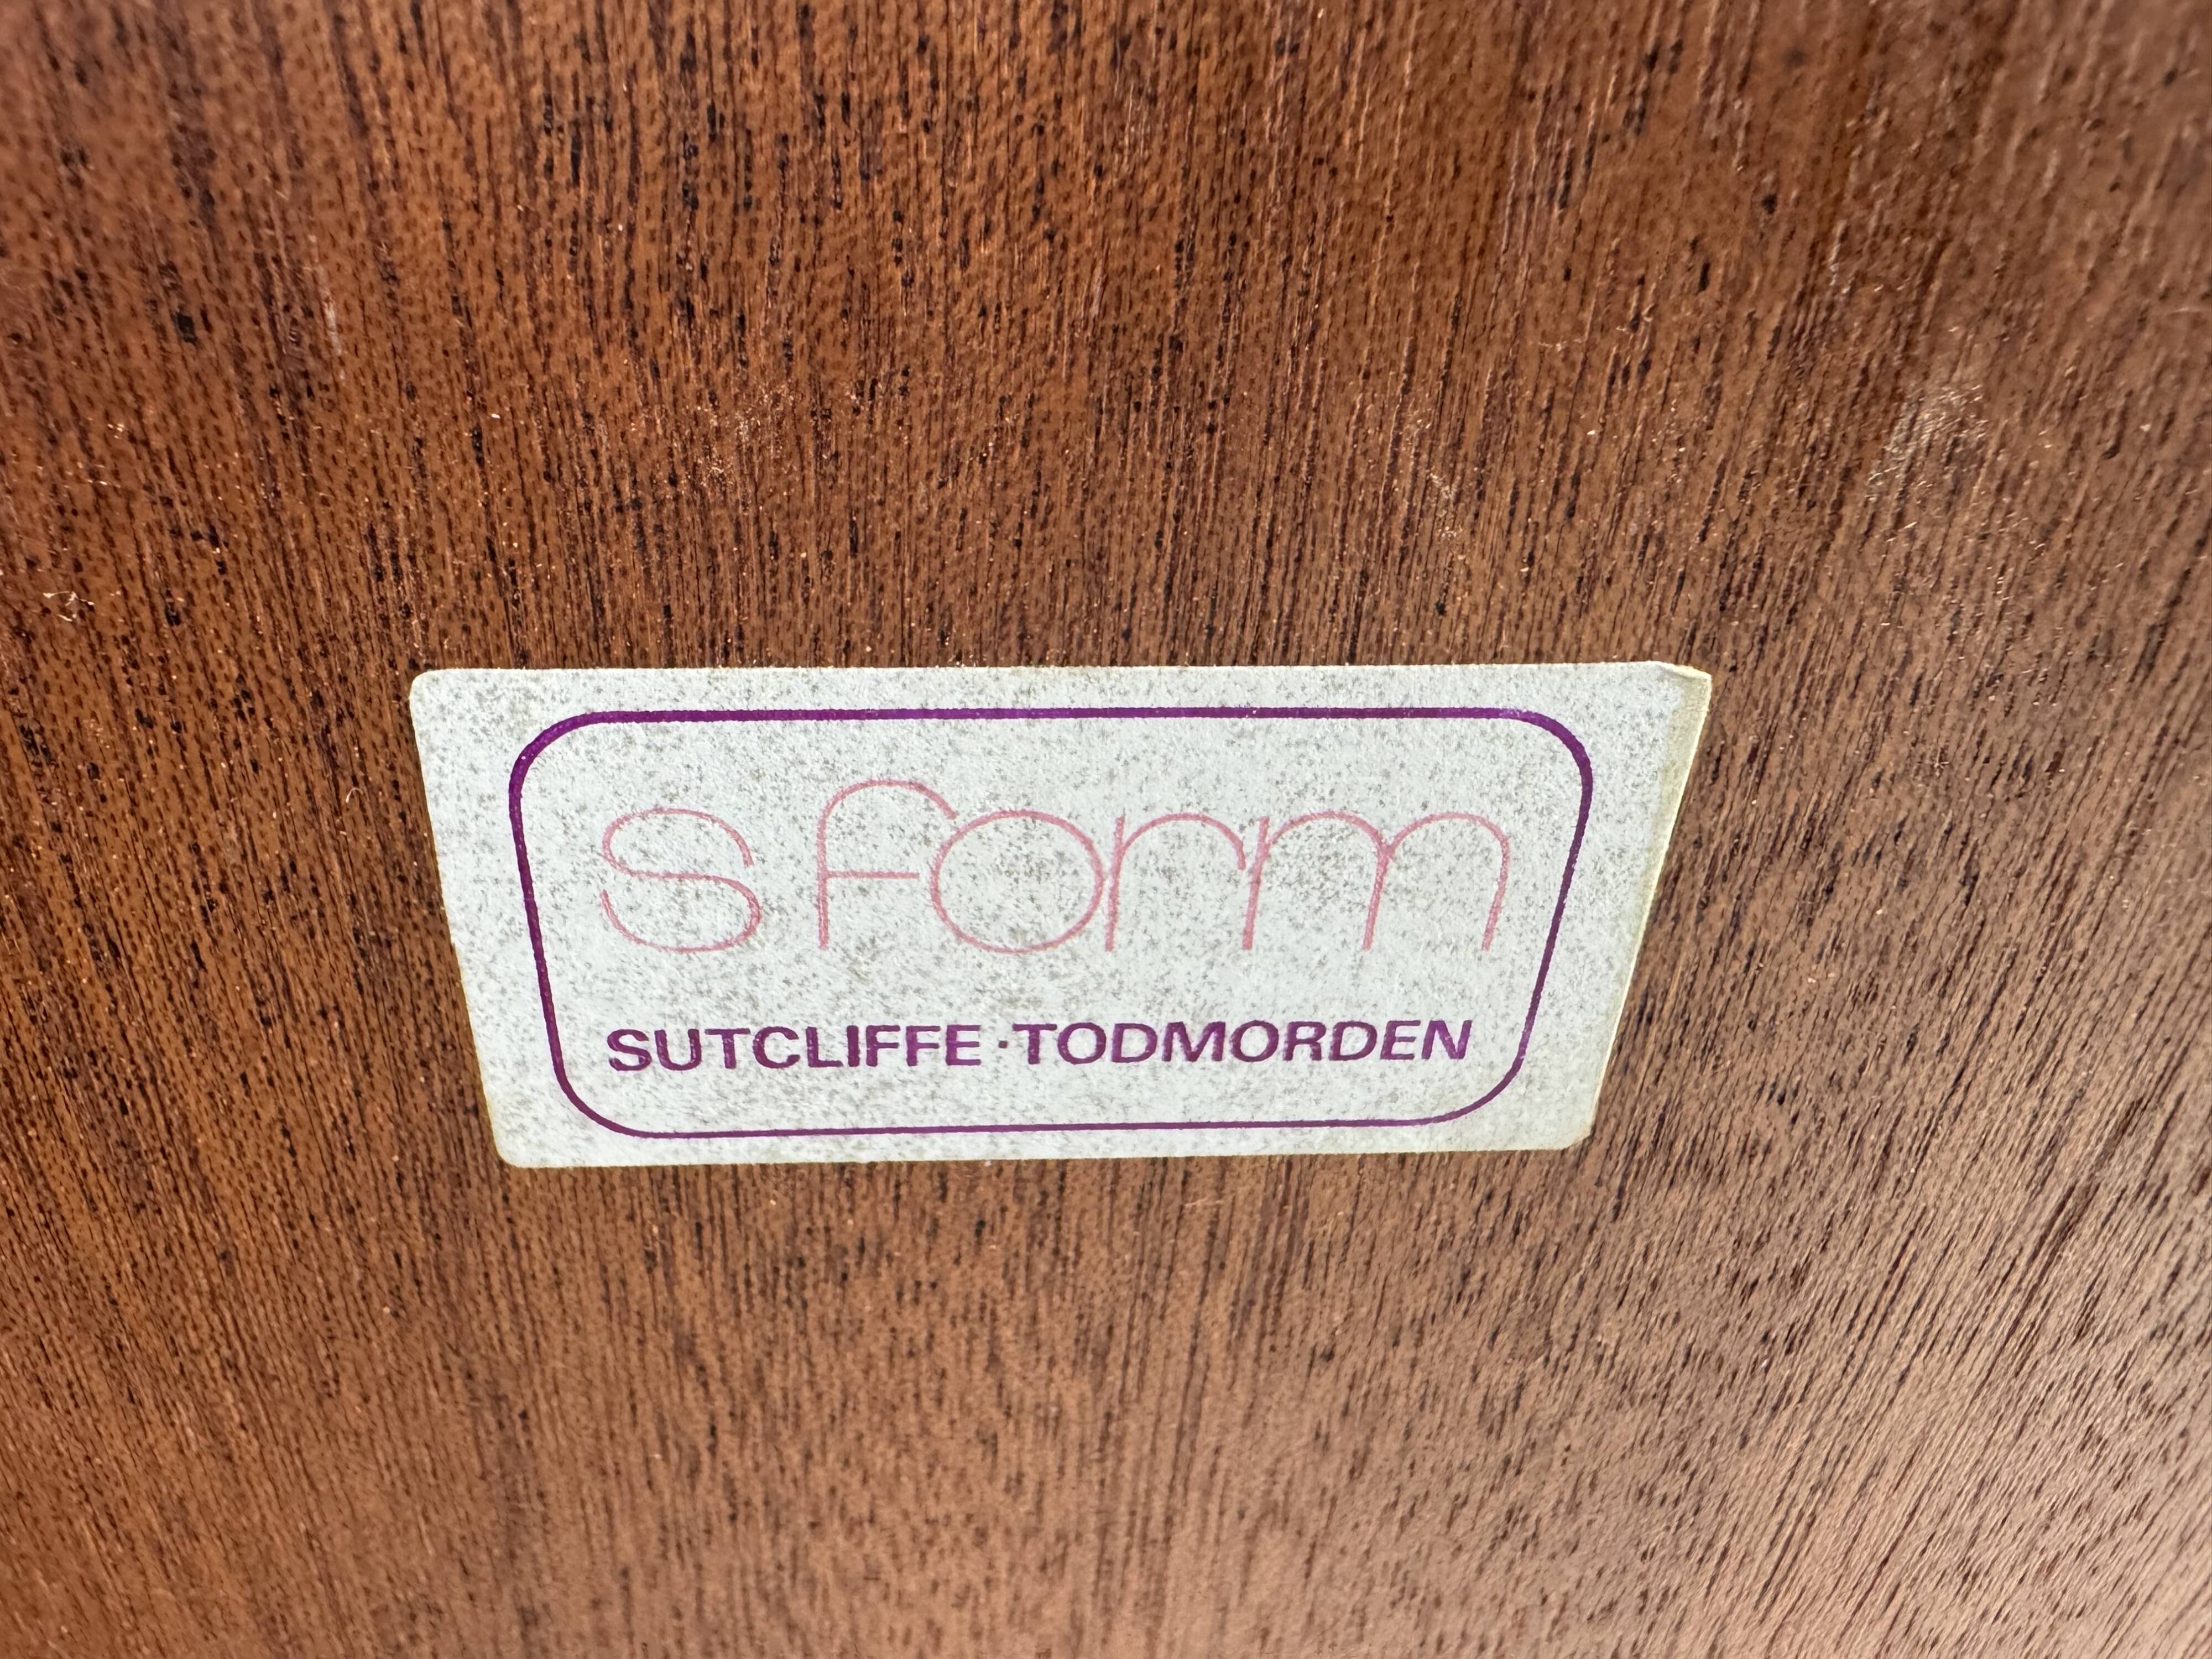 s form
SUTCLIFFE · TODMORDEN